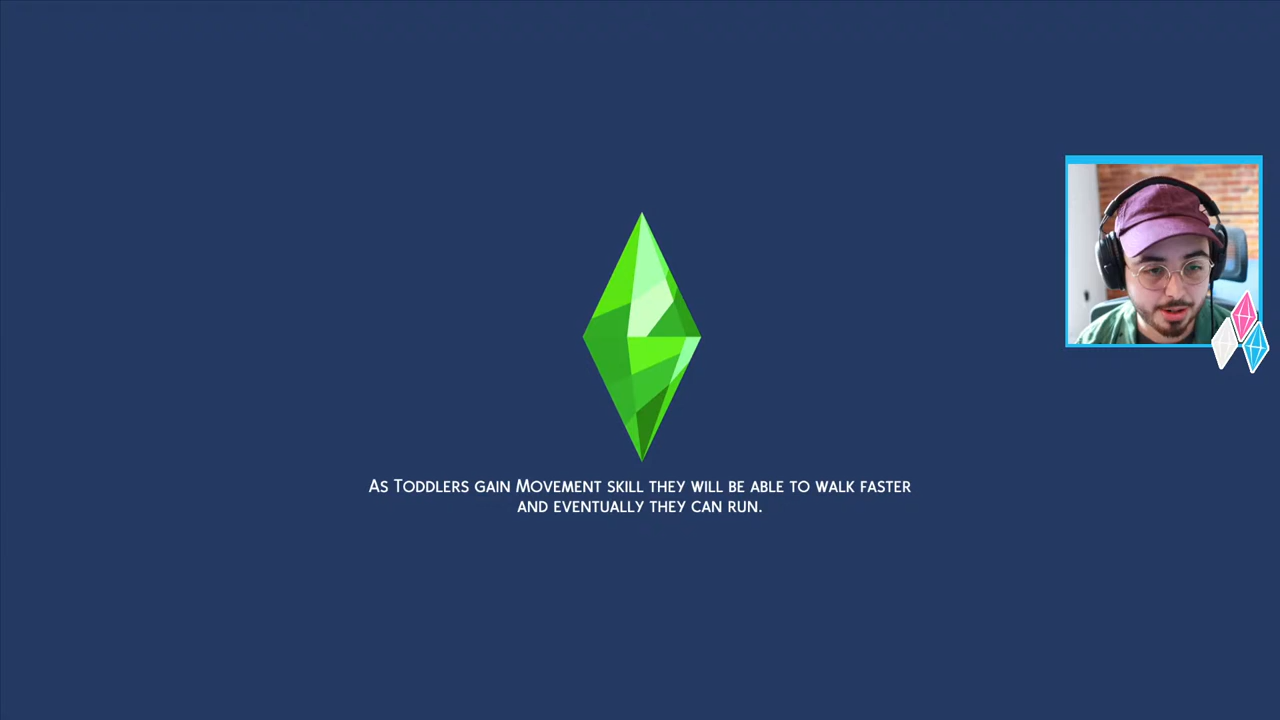 As Toddlers gain Movement skill they will be able to walk faster
and eventually they can run.